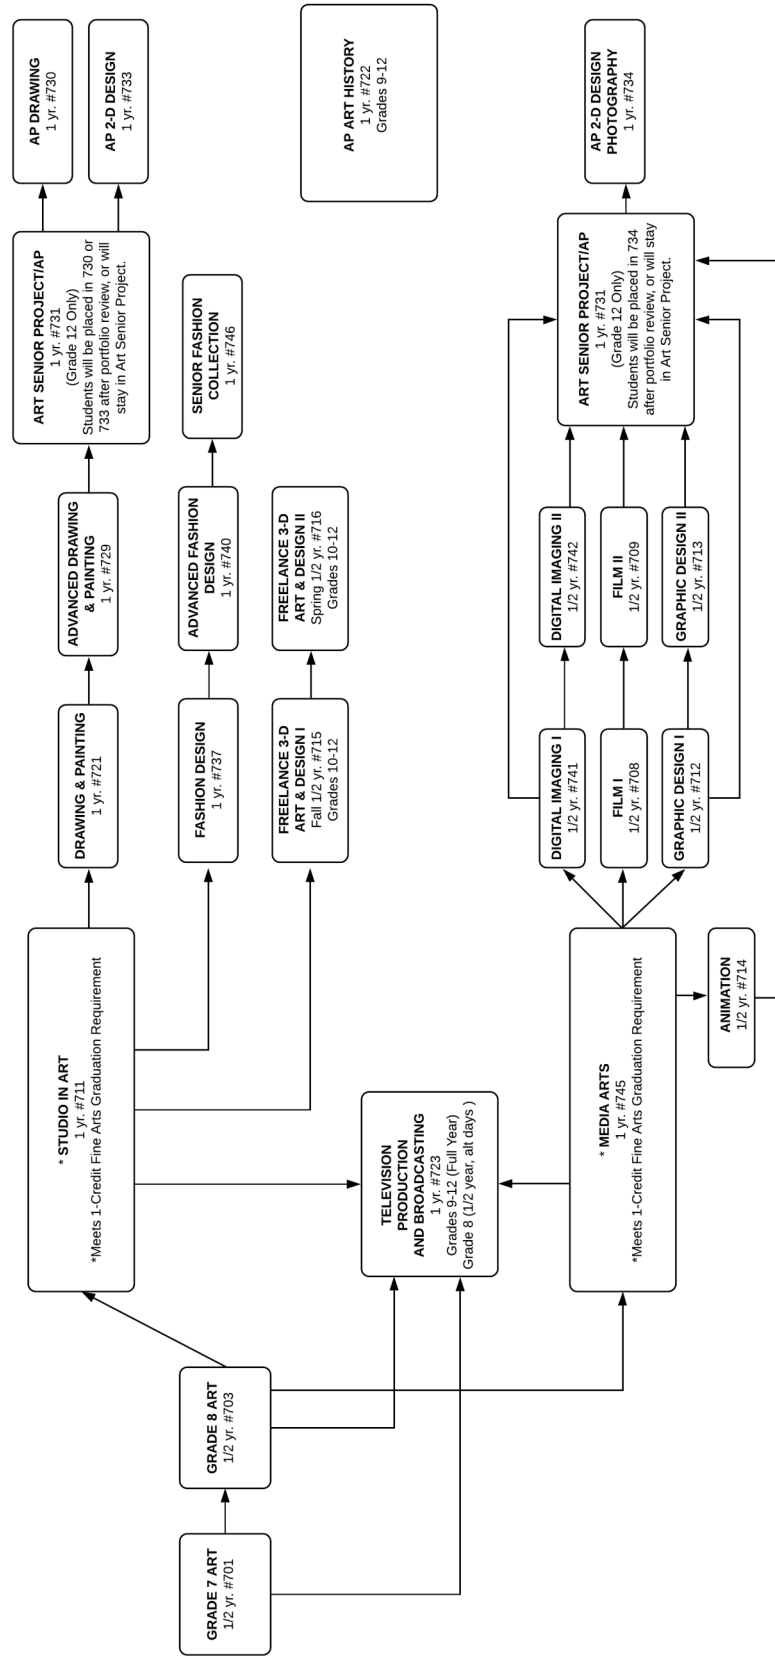 GRADE 7 ART
1/2 yr. #701
GRADE 8 ART
1/2 yr. #703
* STUDIO IN ART
1 yr. #711
*Meets 1-Credit Fine Arts Graduation Requirement
TELEVISION
PRODUCTION
AND BROADCASTING
1 yr. #723
Grades 9-12 (Full Year)
Grade 8 (1/2 year, alt days )
* MEDIA ARTS
1 yr. #745
*Meets 1-Credit Fine Arts Graduation Requirement
ANIMATION
1/2 yr. #714
DRAWING & PAINTING
1 yr. #721
FASHION DESIGN
1 yr. #737
FREELANCE 3-D
ART & DESIGN I
Fall 1/2 yr. #715
Grades 10-12
DIGITAL IMAGING I
1/2 yr. #741
FILM I
1/2 yr. #708
GRAPHIC DESIGN I
1/2 yr. #712
ADVANCED DRAWING
& PAINTING
1 yr. #729
ADVANCED FASHION
DESIGN
1 yr. #740
FREELANCE 3-D
ART & DESIGN II
Spring 1/2 yr. #716
Grades 10-12
DIGITAL IMAGING II
1/2 yr. #742
FILM II
1/2 yr. #709
GRAPHIC DESIGN II
1/2 yr. #713
ART SENIOR PROJECT/AP
1 yr. #731
(Grade 12 Only)
Students will be placed in 730 or
733 after portfolio review, or will
stay in Art Senior Project.
SENIOR FASHION
COLLECTION
1 yr. #746
ART SENIOR PROJECT/AP
1 yr. #731
(Grade 12 Only)
Students will be placed in 734
after portfolio review, or will stay
in Art Senior Project.
AP DRAWING
1 yr. #730
AP 2-D DESIGN
1 yr. #733
AP ART HISTORY
1 yr. #722
Grades 9-12
AP 2-D DESIGN
PHOTOGRAPHY
1 yr. #734